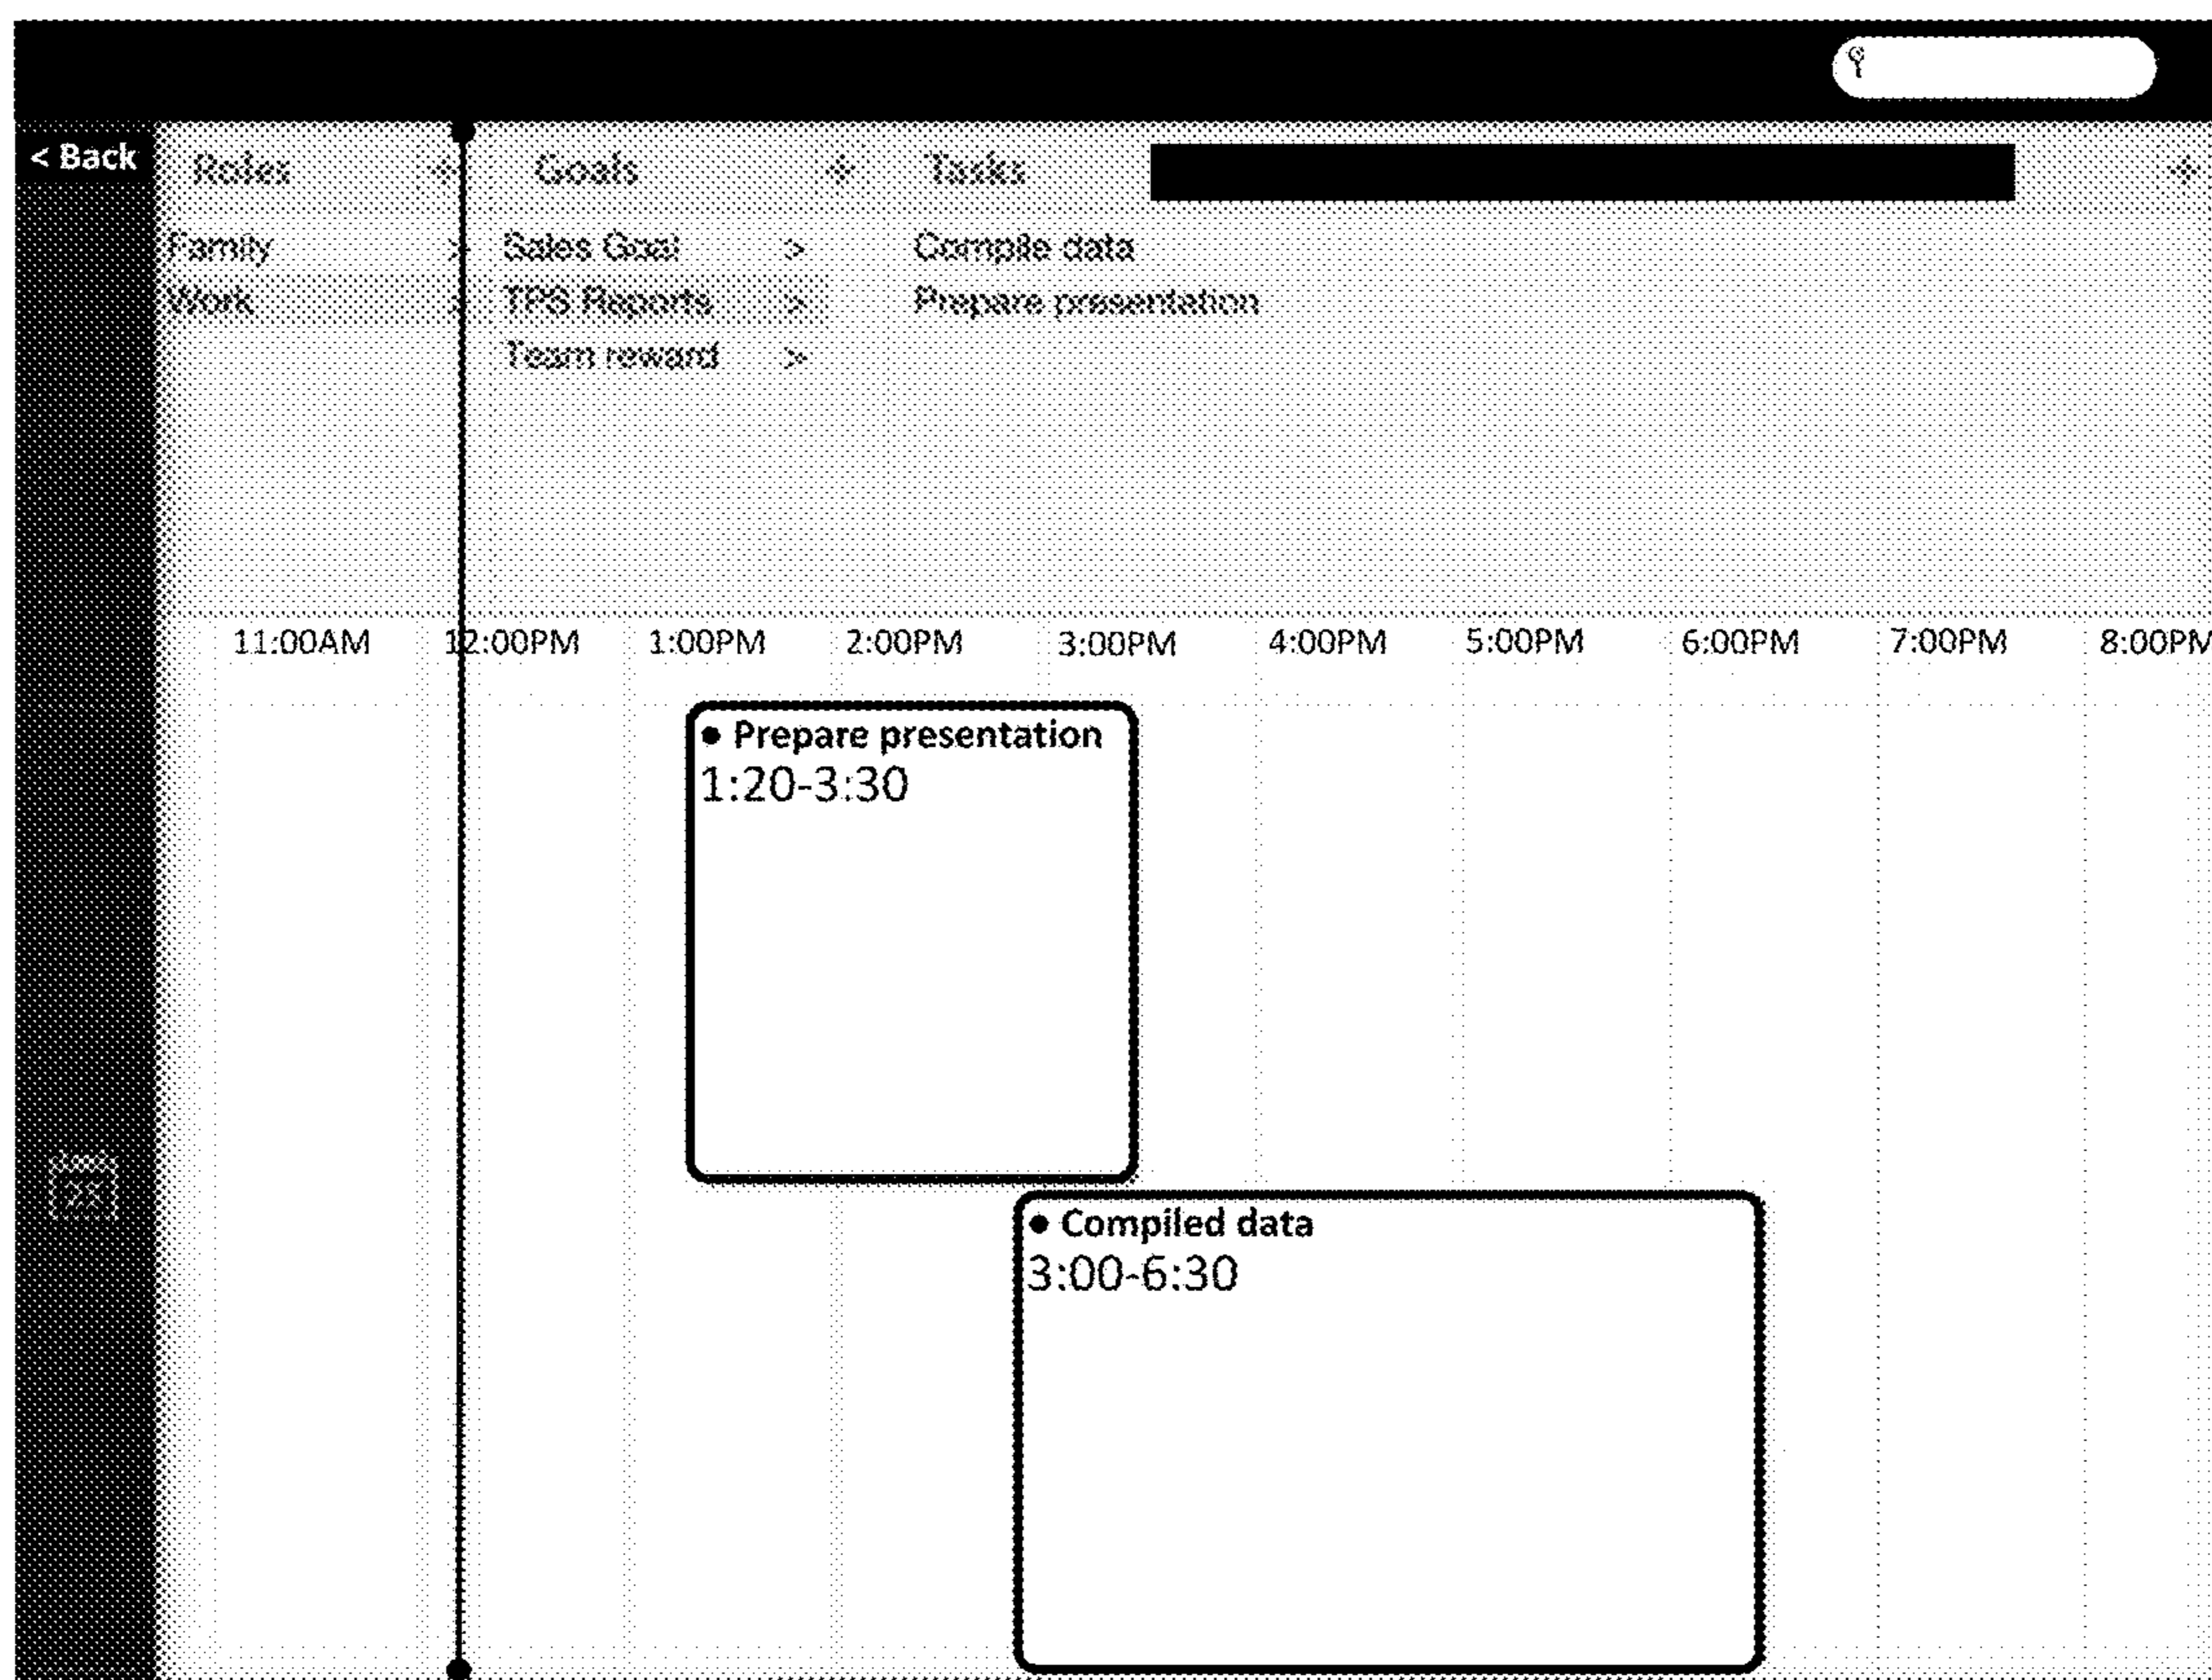 < Back
Roles + Goals + Tasks +
Family > Sales Goal > Compile data
Work > TPS Reports > Prepare presentation
Team reward >
11:00AM 12:00PM 1:00PM 2:00PM 3:00PM 4:00PM 5:00PM 6:00PM 7:00PM 8:00PM
• Prepare presentation
1:20-3:30
• Compiled data
3:00-6:30